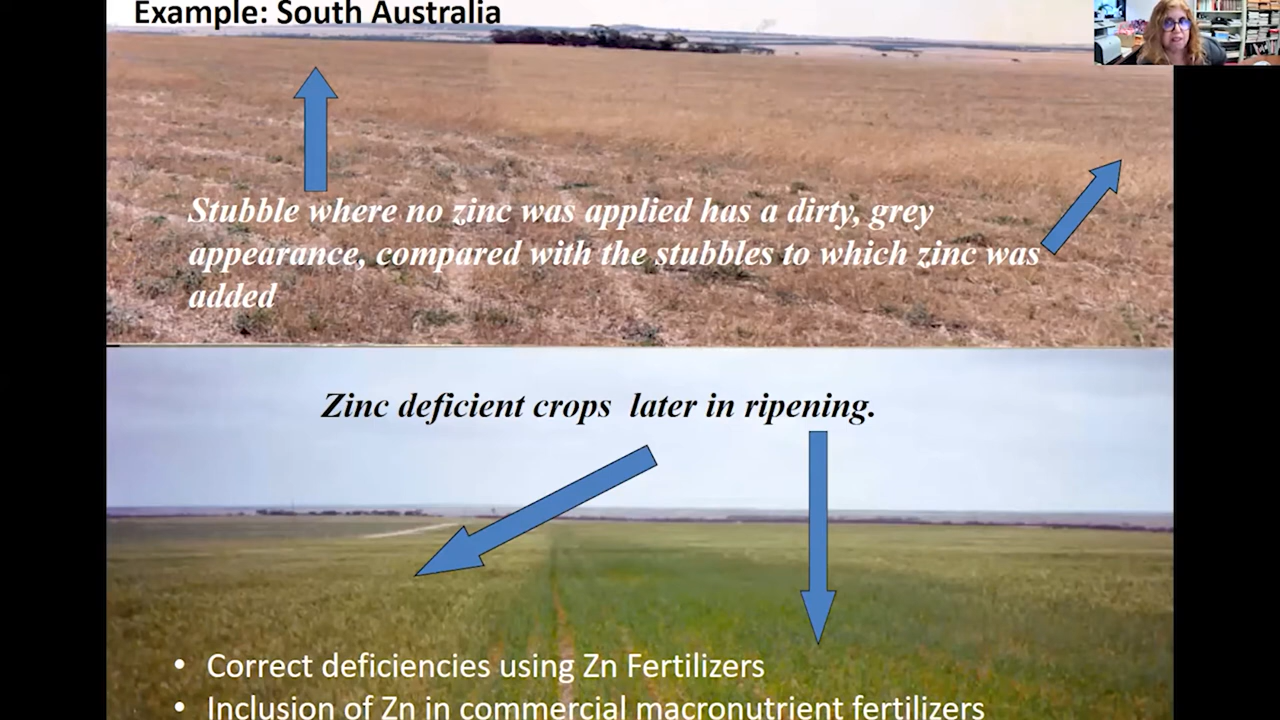 Example: South Australia
Stubble where no zinc was applied has a dirty, grey
appearance, compared with the stubbles to which zinc was
added
Zinc deficient crops  later in ripening.
• Correct deficiencies using Zn Fertilizers
• Inclusion of Zn in commercial macronutrient fertilizers